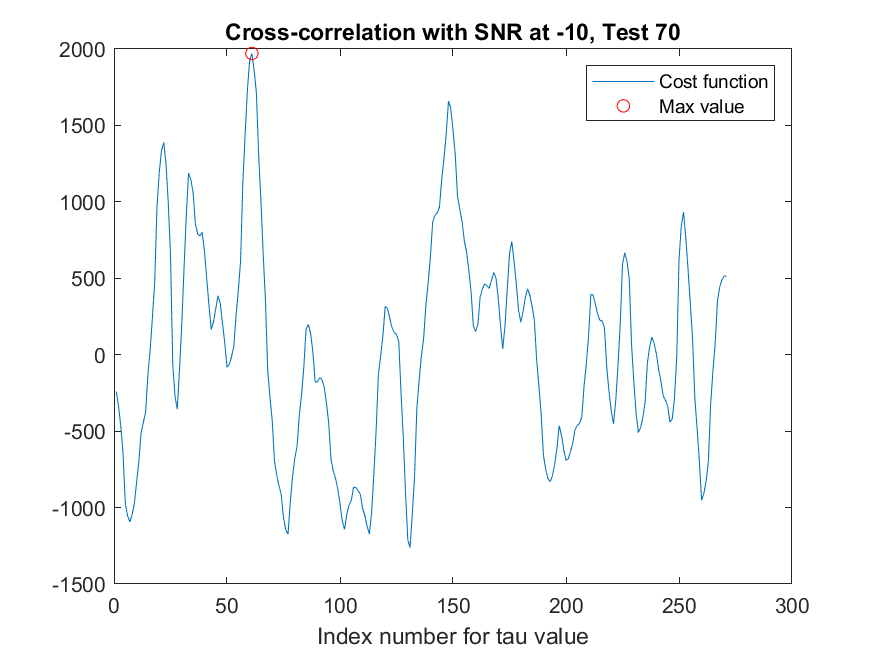 Cross-correlation with SNR at -10, Test 70
2000
1500
1000
500
0
-500
-1000
-1500
0 50 100 150 200 250 300
Index number for tau value
Cost function
Max value